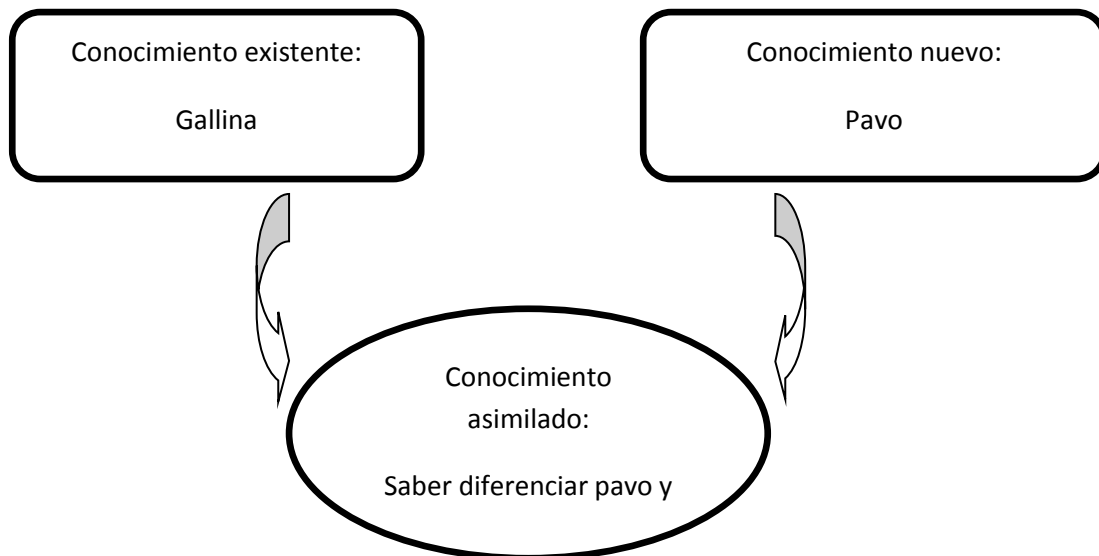 Conocimiento existente:
Gallina
Conocimiento nuevo:
Pavo
Conocimiento
asimilado:
Saber diferenciar pavo y